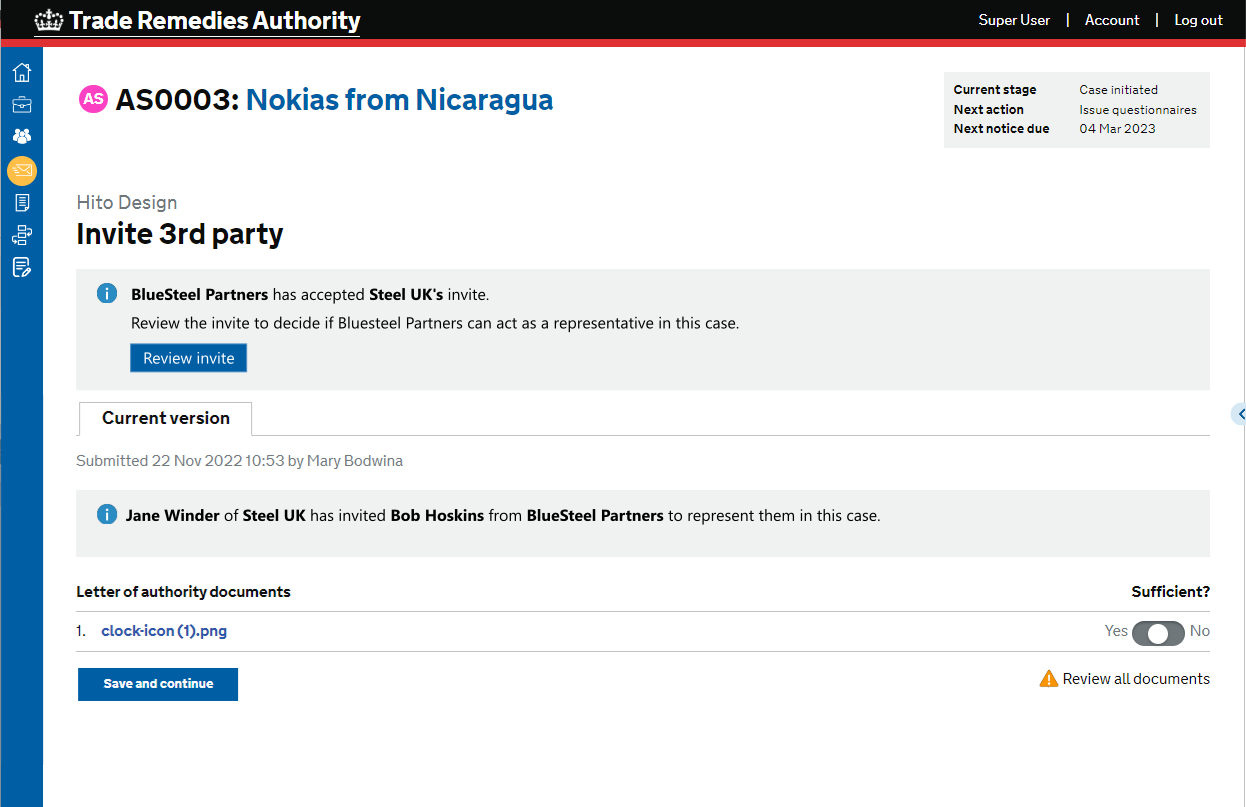 Trade Remedies Authority
Super User | Account | Log out
AS AS0003: Nokias from Nicaragua
Current stage Case initiated
Next action Issue questionnaires
Next notice due 04 Mar 2023
Hito Design
Invite 3rd party
BlueSteel Partners has accepted Steel UK's invite.
Review the invite to decide if Bluesteel Partners can act as a representative in this case.
Review invite
Current version
Submitted 22 Nov 2022 10:53 by Mary Bodwina
Jane Winder of Steel UK has invited Bob Hoskins from BlueSteel Partners to represent them in this case.
Letter of authority documents Sufficient?
1. clock-icon (1).png Yes No
Save and continue Review all documents